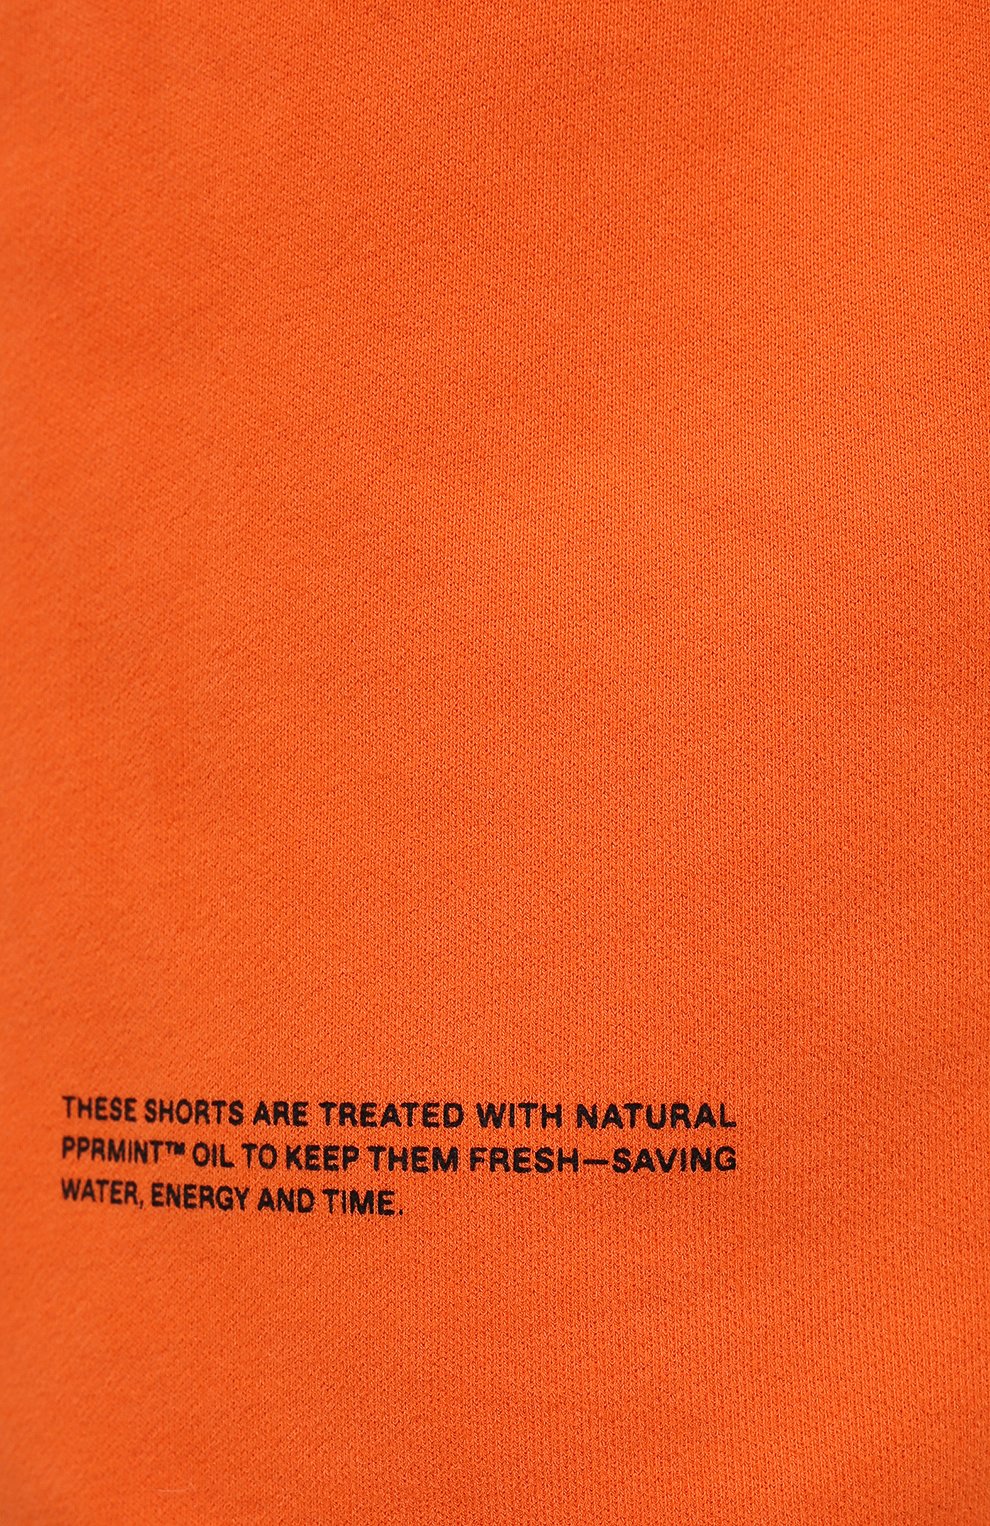 THESE SHORTS ARE TREATED WITH NATURAL
PPRMINT™ OIL TO KEEP THEM FRESH—SAVING
WATER, ENERGY AND TIME.